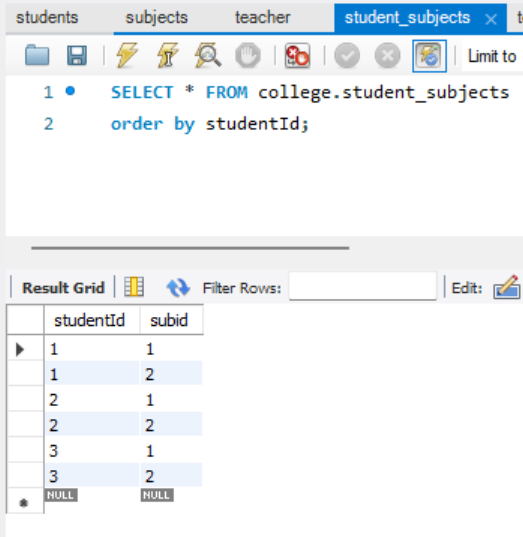 students subjects teacher student_subjects
Limit to
1 SELECT * FROM college.student_subjects
2 order by studentId;
Result Grid Filter Rows: Edit:
studentId subid
1 1
1 2
2 1
2 2
3 1
3 2
NULL NULL